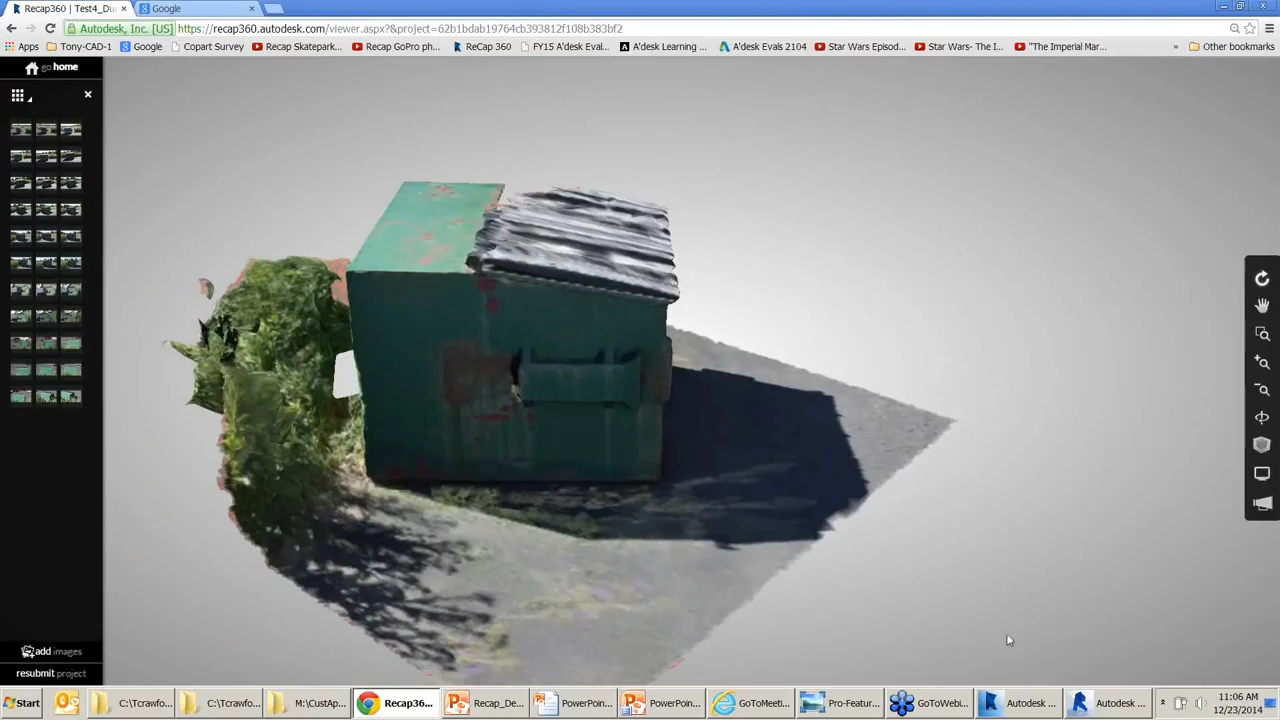 Recap360 | Test4_Du
Google
Autodesk, Inc. [US]
https://recap360.autodesk.com/viewer.aspx?&project=62b1bdab19764cb393812f108b383bf2
Apps
Tony-CAD-1
Google
Copart Survey
Recap Skatepark...
Recap GoPro ph...
ReCap 360
FY15 A'desk Eval...
A'desk Learning ...
A'desk Evals 2104
Star Wars Episod...
Star Wars- The I...
"The Imperial Mar...
»
Other bookmarks
go home
add images
resubmit project
Start
C:\Tcrawfo...
C:\Tcrawfo...
M:\CustAp...
Recap36...
Recap_De...
PowerPoin...
PowerPoin...
GoToMeeti...
Pro-Featur...
GoToWebi...
Autodesk ...
Autodesk ...
11:06 AM
12/23/2014